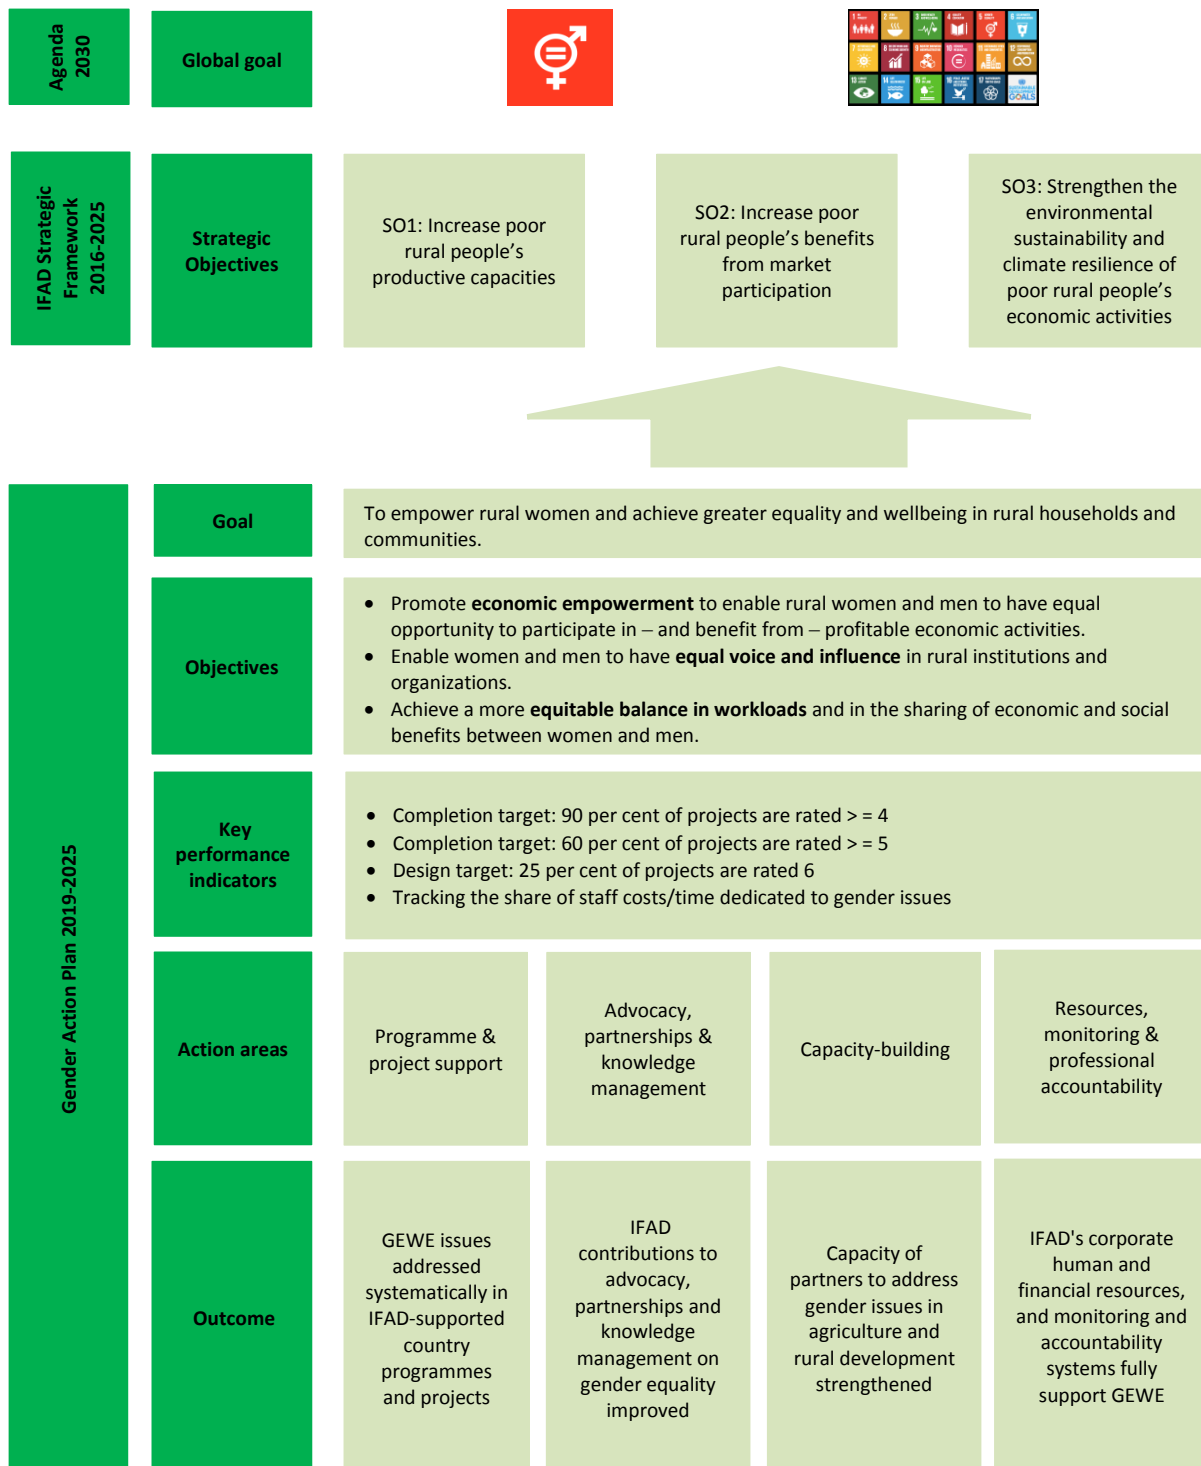 Agenda
2030
Global goal
SUSTAINABLE
GOALS
IFAD Strategic
Framework
2016-2025
Strategic
Objectives
SO1: Increase poor
rural people’s
productive capacities
SO2: Increase poor
rural people’s benefits
from market
participation
SO3: Strengthen the
environmental
sustainability and
climate resilience of
poor rural people’s
economic activities
Gender Action Plan 2019-2025
Goal
To empower rural women and achieve greater equality and wellbeing in rural households and
communities.
Objectives
• Promote economic empowerment to enable rural women and men to have equal
opportunity to participate in – and benefit from – profitable economic activities.
• Enable women and men to have equal voice and influence in rural institutions and
organizations.
• Achieve a more equitable balance in workloads and in the sharing of economic and social
benefits between women and men.
Key
performance
indicators
• Completion target: 90 per cent of projects are rated > = 4
• Completion target: 60 per cent of projects are rated > = 5
• Design target: 25 per cent of projects are rated 6
• Tracking the share of staff costs/time dedicated to gender issues
Action areas
Programme &
project support
Advocacy,
partnerships &
knowledge
management
Capacity-building
Resources,
monitoring &
professional
accountability
Outcome
GEWE issues
addressed
systematically in
IFAD-supported
country
programmes
and projects
IFAD
contributions to
advocacy,
partnerships and
knowledge
management on
gender equality
improved
Capacity of
partners to address
gender issues in
agriculture and
rural development
strengthened
IFAD's corporate
human and
financial resources,
and monitoring and
accountability
systems fully
support GEWE